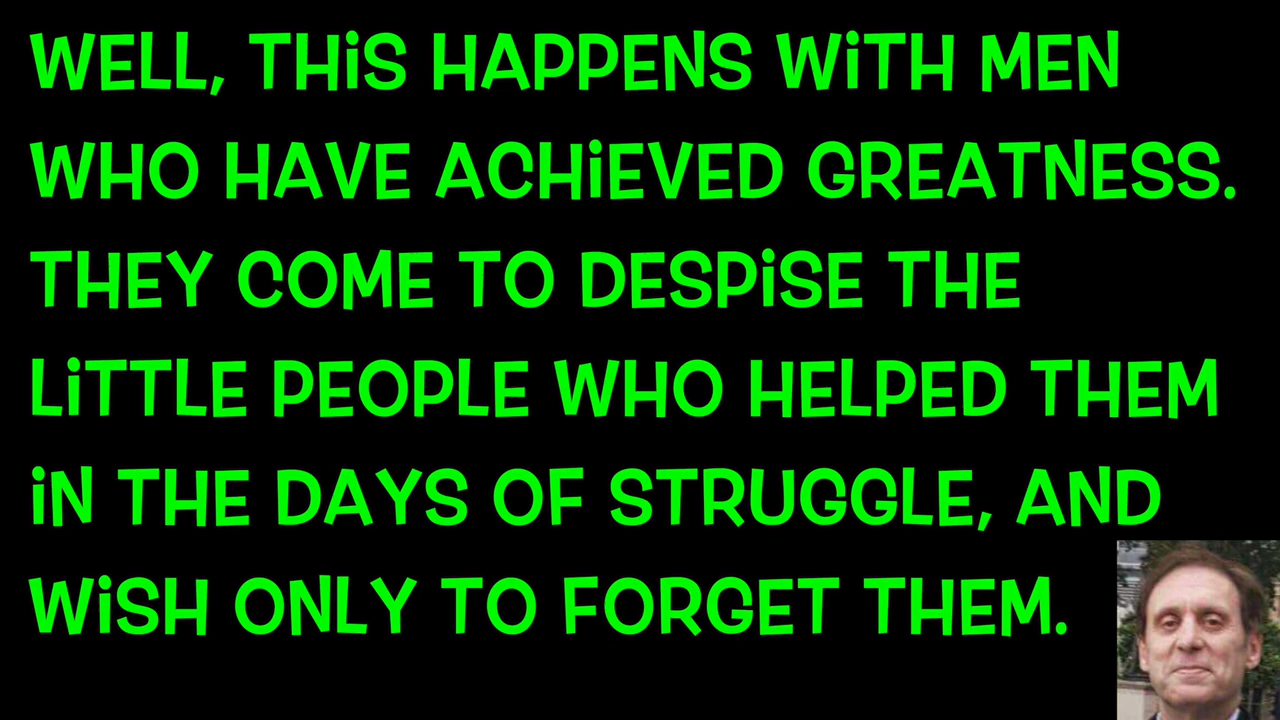 WELL, THiS HAPPENS WiTH MEN
WHO HAVE ACHiEVED GREATNESS.
THEY COME TO DESPiSE THE
LiTTLE PEOPLE WHO HELPED THEM
iN THE DAYS OF STRUGGLE, AND
WiSH ONLY TO FORGET THEM.